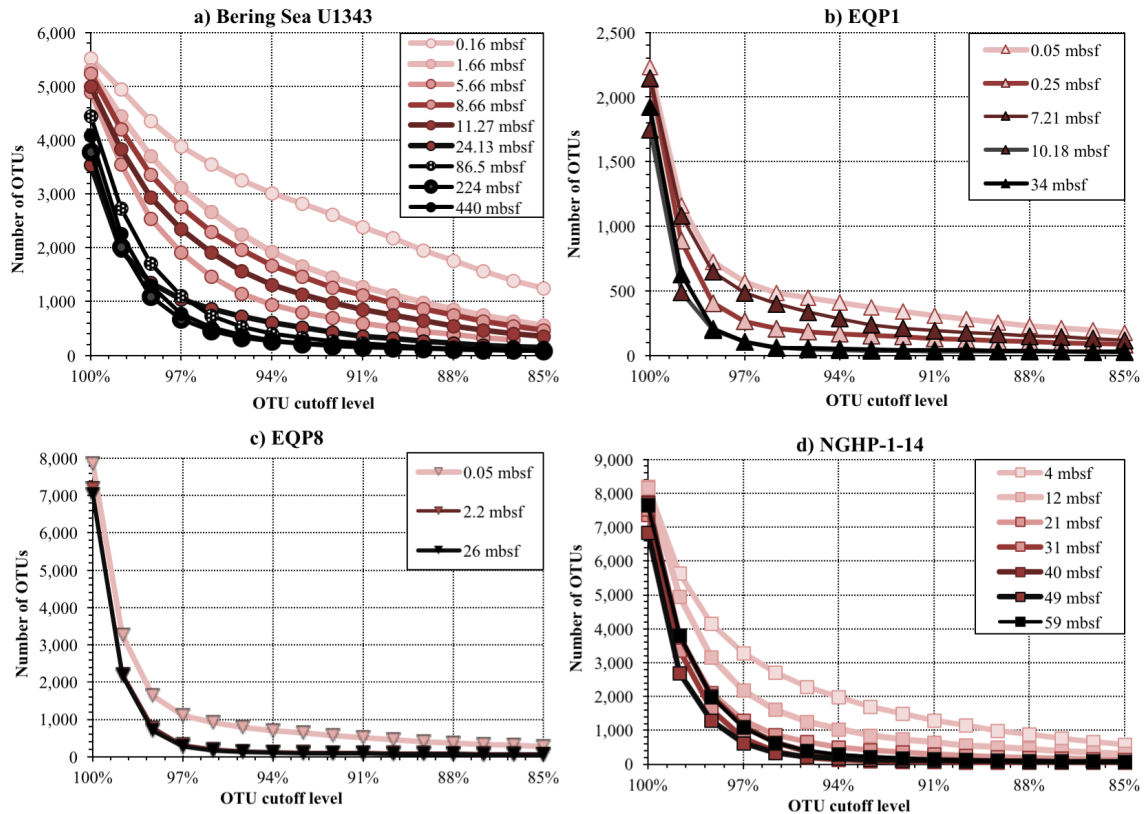 a) Bering Sea U1343
6,000
5,000
4,000
3,000
2,000
1,000
0
Number of OTUs
100%
97%
94%
91%
88%
85%
OTU cutoff level
0.16 mbsf
1.66 mbsf
5.66 mbsf
8.66 mbsf
11.27 mbsf
24.13 mbsf
86.5 mbsf
224 mbsf
440 mbsf
b) EQP1
2,500
2,000
1,500
1,000
500
0
Number of OTUs
100%
97%
94%
91%
88%
85%
OTU cutoff level
0.05 mbsf
0.25 mbsf
7.21 mbsf
10.18 mbsf
34 mbsf
c) EQP8
8,000
7,000
6,000
5,000
4,000
3,000
2,000
1,000
0
Number of OTUs
100%
97%
94%
91%
88%
85%
OTU cutoff level
0.05 mbsf
2.2 mbsf
26 mbsf
d) NGHP-1-14
9,000
8,000
7,000
6,000
5,000
4,000
3,000
2,000
1,000
0
Number of OTUs
100%
97%
94%
91%
88%
85%
OTU cutoff level
4 mbsf
12 mbsf
21 mbsf
31 mbsf
40 mbsf
49 mbsf
59 mbsf